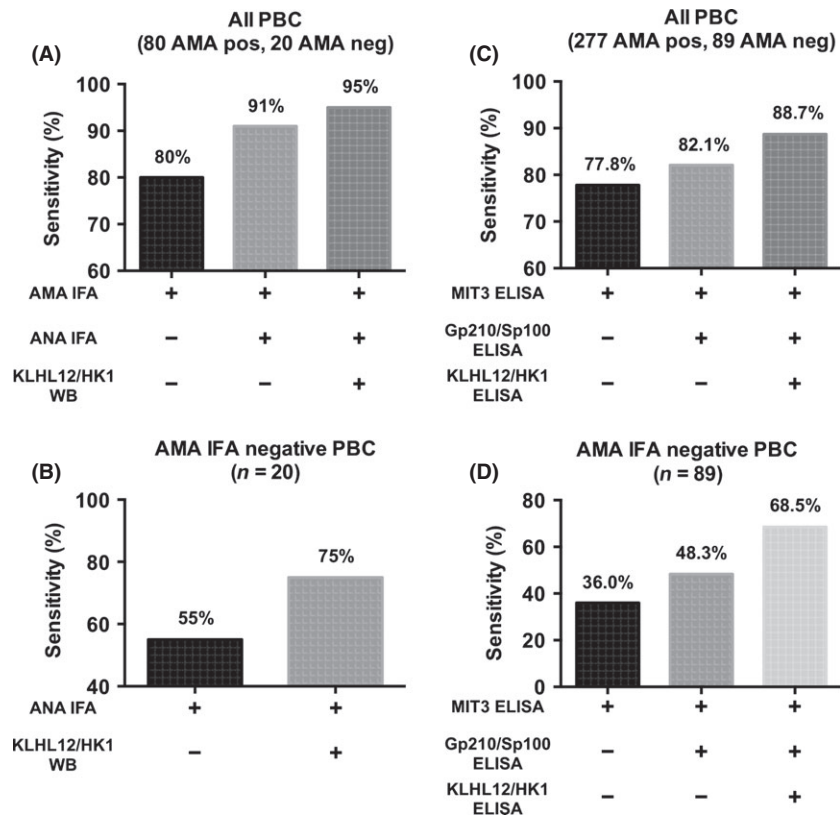 (A)
All PBC
(80 AMA pos, 20 AMA neg)
Sensitivity (%)
100
90
80
70
60
80%
91%
95%
AMA IFA + + +
ANA IFA – + +
KLHL12/HK1
WB – – +
(C)
All PBC
(277 AMA pos, 89 AMA neg)
Sensitivity (%)
100
90
80
70
60
77.8%
82.1%
88.7%
MIT3 ELISA + + +
Gp210/Sp100
ELISA – + +
KLHL12/HK1
ELISA – – +
(B)
AMA IFA negative PBC
(n = 20)
Sensitivity (%)
100
80
60
40
55%
75%
ANA IFA + +
KLHL12/HK1
WB – +
(D)
AMA IFA negative PBC
(n = 89)
Sensitivity (%)
80
60
40
20
0
36.0%
48.3%
68.5%
MIT3 ELISA + + +
Gp210/Sp100
ELISA – + +
KLHL12/HK1
ELISA – – +